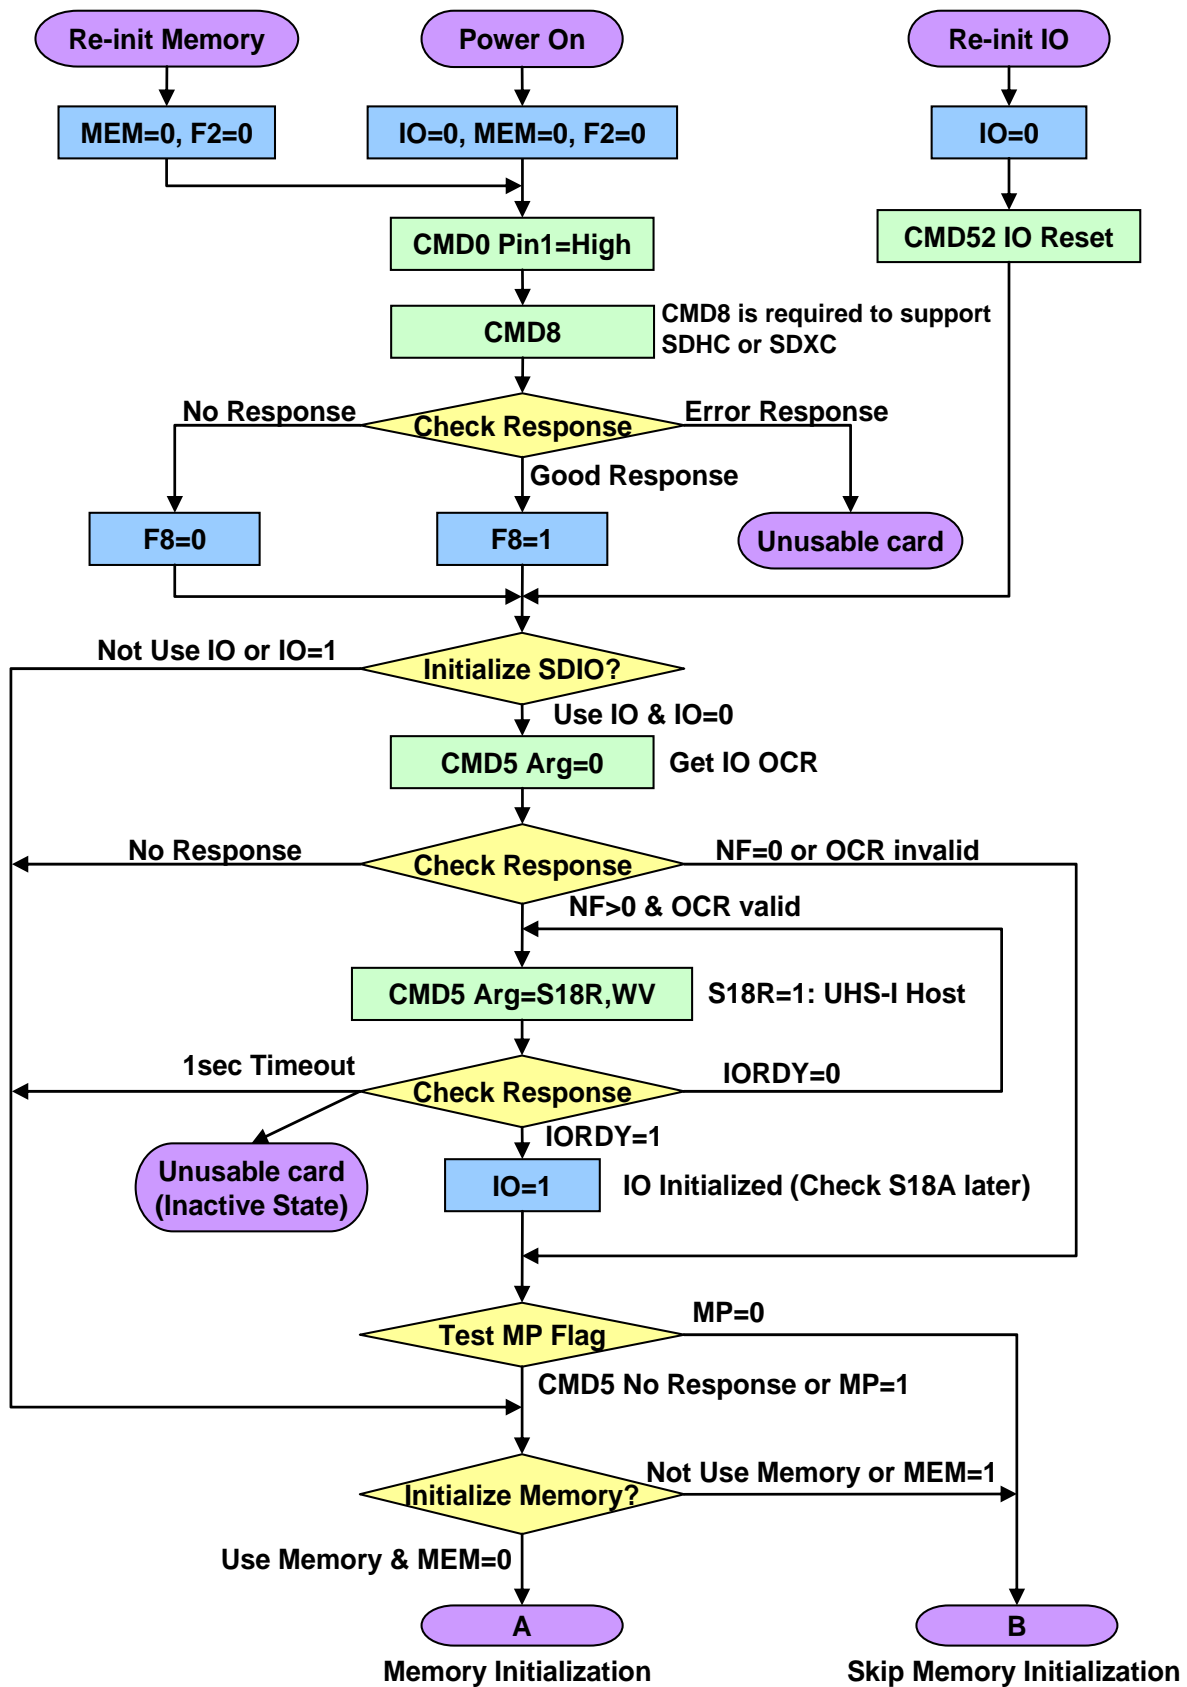 Re-init Memory
Power On
Re-init IO
MEM=0, F2=0
IO=0, MEM=0, F2=0
IO=0
CMD0 Pin1=High
CMD52 IO Reset
CMD8
CMD8 is required to support
SDHC or SDXC
No Response
Check Response
Error Response
Good Response
F8=0
F8=1
Unusable card
Not Use IO or IO=1
Initialize SDIO?
Use IO & IO=0
CMD5 Arg=0
Get IO OCR
No Response
Check Response
NF=0 or OCR invalid
NF>0 & OCR valid
CMD5 Arg=S18R,WV
S18R=1: UHS-I Host
1sec Timeout
Check Response
IORDY=0
IORDY=1
Unusable card
(Inactive State)
IO=1
IO Initialized (Check S18A later)
MP=0
Test MP Flag
CMD5 No Response or MP=1
Not Use Memory or MEM=1
Initialize Memory?
Use Memory & MEM=0
A
B
Memory Initialization
Skip Memory Initialization